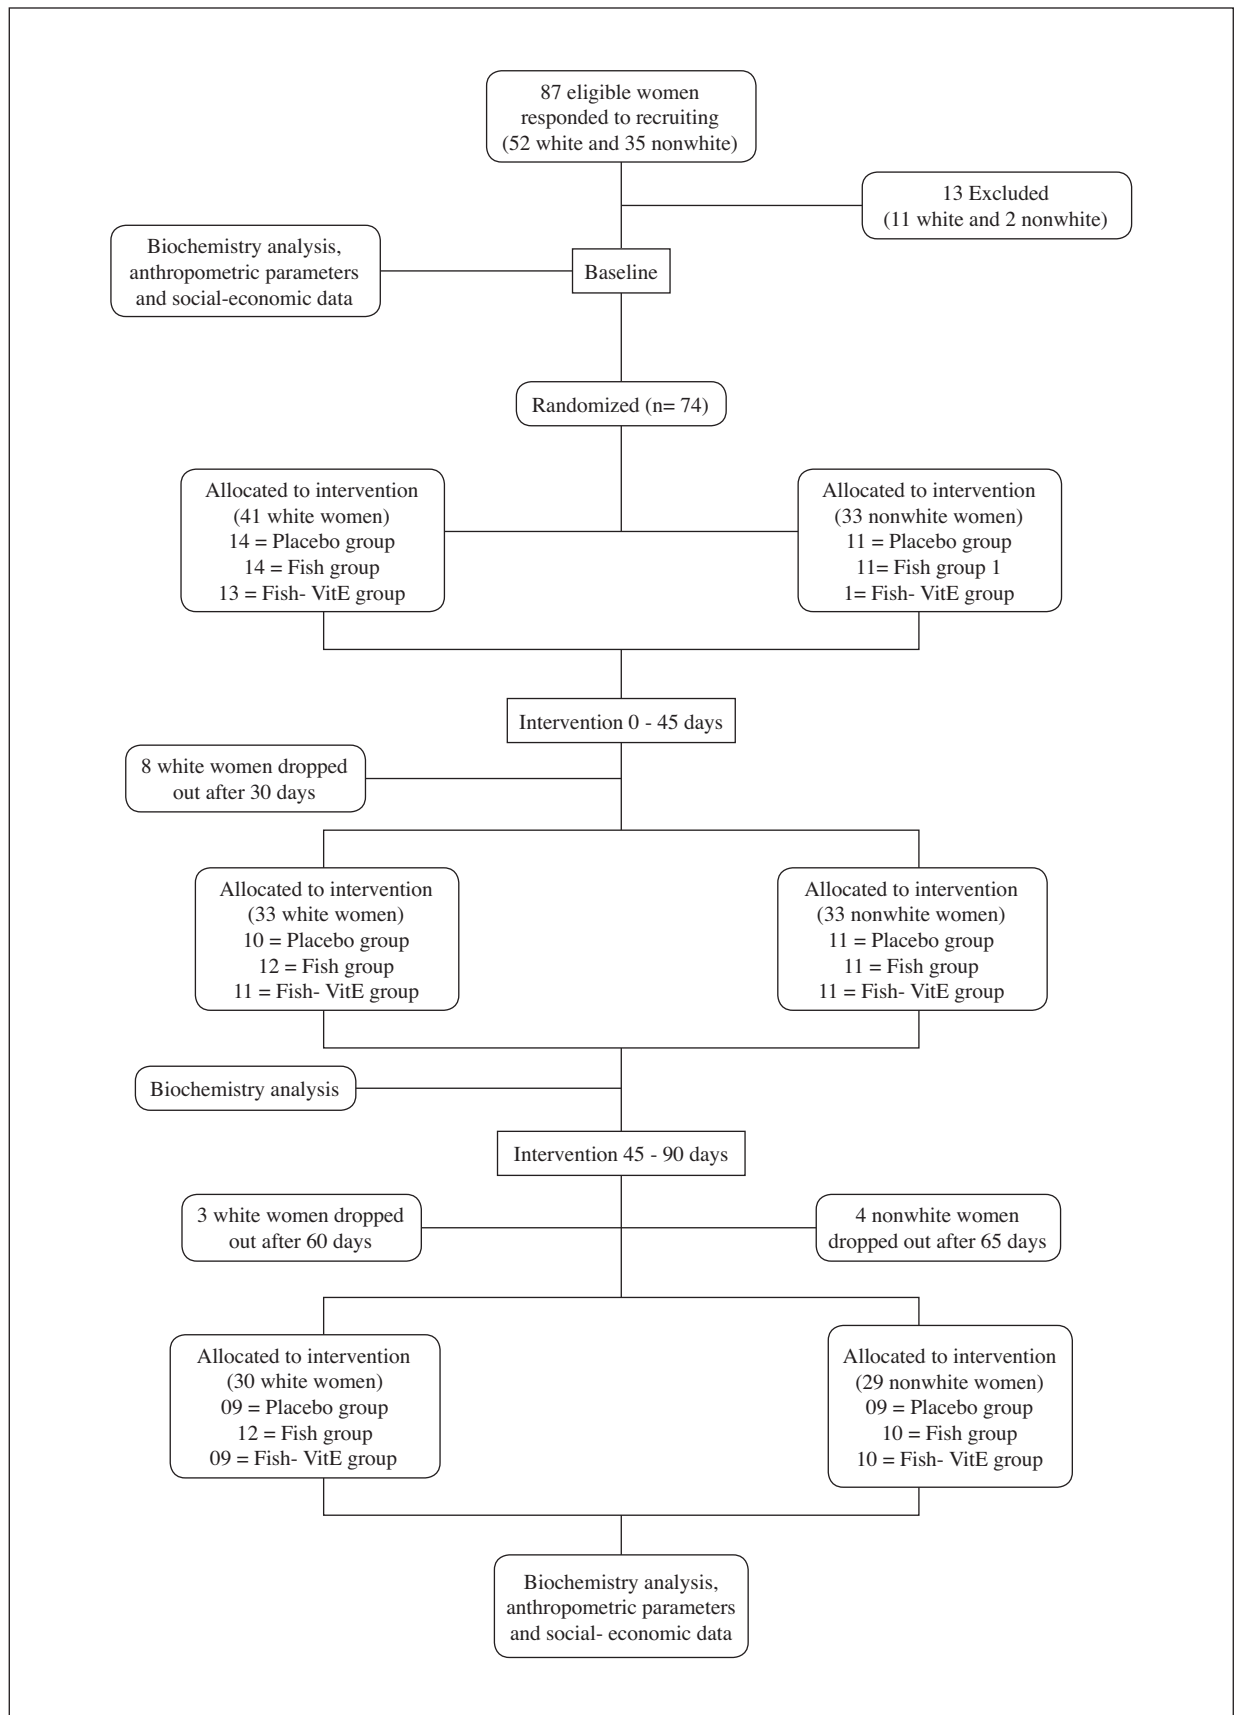 87 eligible women
responded to recruiting
(52 white and 35 nonwhite)
13 Excluded
(11 white and 2 nonwhite)
Biochemistry analysis,
anthropometric parameters
and social-economic data
Baseline
Randomized (n= 74)
Allocated to intervention
(41 white women)
14 = Placebo group
14 = Fish group
13 = Fish- VitE group
Allocated to intervention
(33 nonwhite women)
11 = Placebo group
11= Fish group 1
1= Fish- VitE group
Intervention 0 - 45 days
8 white women dropped
out after 30 days
Allocated to intervention
(33 white women)
10 = Placebo group
12 = Fish group
11 = Fish- VitE group
Allocated to intervention
(33 nonwhite women)
11 = Placebo group
11 = Fish group
11 = Fish- VitE group
Biochemistry analysis
Intervention 45 - 90 days
3 white women dropped
out after 60 days
4 nonwhite women
dropped out after 65 days
Allocated to intervention
(30 white women)
09 = Placebo group
12 = Fish group
09 = Fish- VitE group
Allocated to intervention
(29 nonwhite women)
09 = Placebo group
10 = Fish group
10 = Fish- VitE group
Biochemistry analysis,
anthropometric parameters
and social- economic data